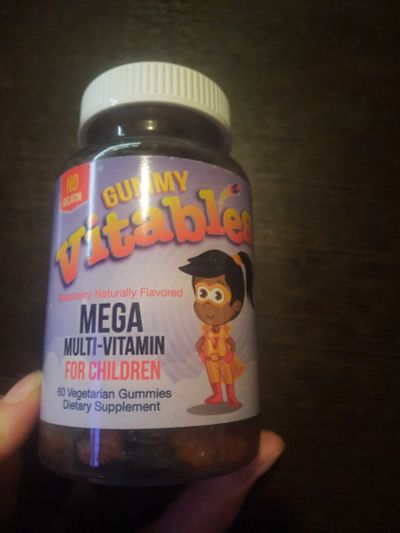 NO
GELATIN
GUMMY
Vitables
Raspberry Naturally Flavored
MEGA
MULTI-VITAMIN
FOR CHILDREN
60 Vegetarian Gummies
Dietary Supplement